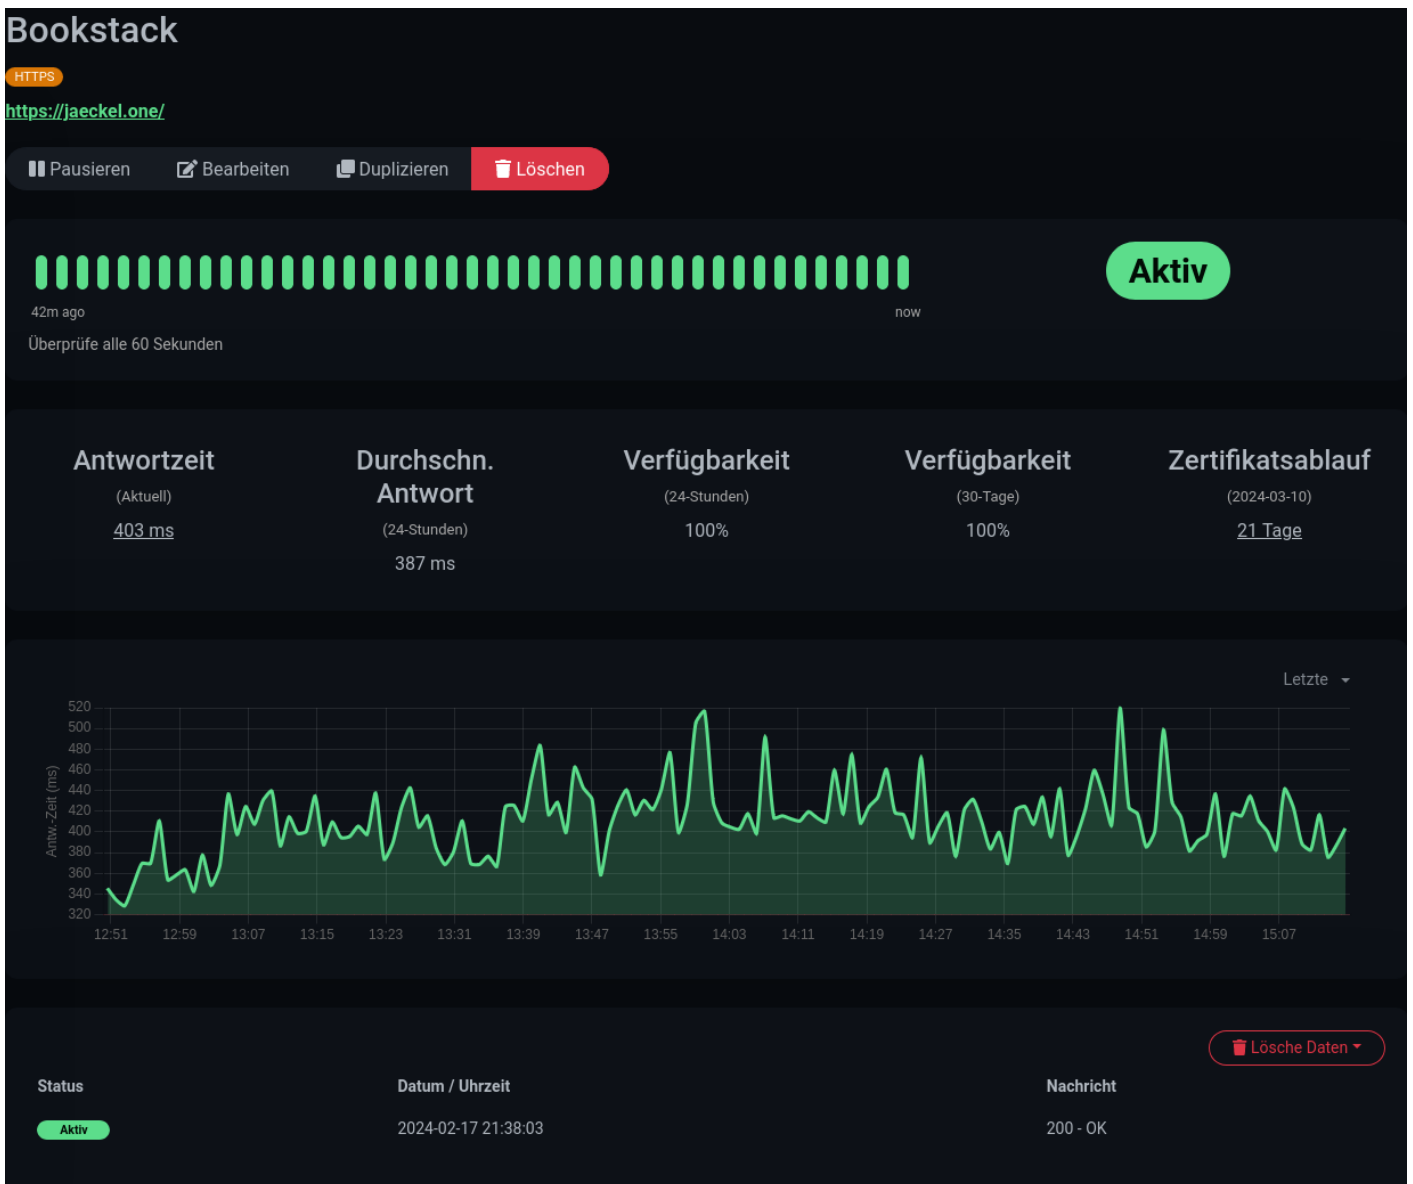 Bookstack
HTTPS
https://jaeckel.one/
Pausieren Bearbeiten Duplizieren Löschen
Aktiv
42m ago now
Überprüfe alle 60 Sekunden
Antwortzeit
(Aktuell)
403 ms
Durchschn.
Antwort
(24-Stunden)
387 ms
Verfügbarkeit
(24-Stunden)
100%
Verfügbarkeit
(30-Tage)
100%
Zertifikatsablauf
(2024-03-10)
21 Tage
Letzte
Antw.-Zeit (ms)
520
500
480
460
440
420
400
380
360
340
320
12:51 12:59 13:07 13:15 13:23 13:31 13:39 13:47 13:55 14:03 14:11 14:19 14:27 14:35 14:43 14:51 14:59 15:07
Lösche Daten
Status Datum / Uhrzeit Nachricht
Aktiv 2024-02-17 21:38:03 200 - OK